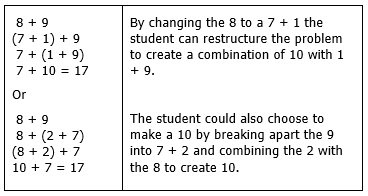 8 + 9
(7 + 1) + 9
7 + (1 + 9)
7 + 10 = 17
By changing the 8 to a 7 + 1 the
student can restructure the problem
to create a combination of 10 with 1
+ 9.
Or
8 + 9
8 + (2 + 7)
(8 + 2) + 7
10 + 7 = 17
The student could also choose to
make a 10 by breaking apart the 9
into 7 + 2 and combining the 2 with
the 8 to create 10.